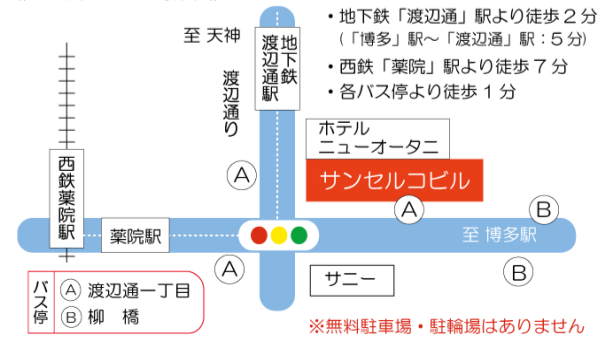 ・地下鉄「渡辺通」駅より徒歩2分
(「博多」駅～「渡辺通」駅：5分)
・西鉄「薬院」駅より徒歩7分
・各バス停より徒歩1分
至 天神
地下鉄
渡辺通駅
渡辺通り
ホテル
ニューオータニ
サンセルコビル
A
A
B
西鉄薬院駅
薬院駅
至 博多駅
A
B
サニー
バス停
A 渡辺通一丁目
B 柳 橋
※無料駐車場・駐輪場はありません